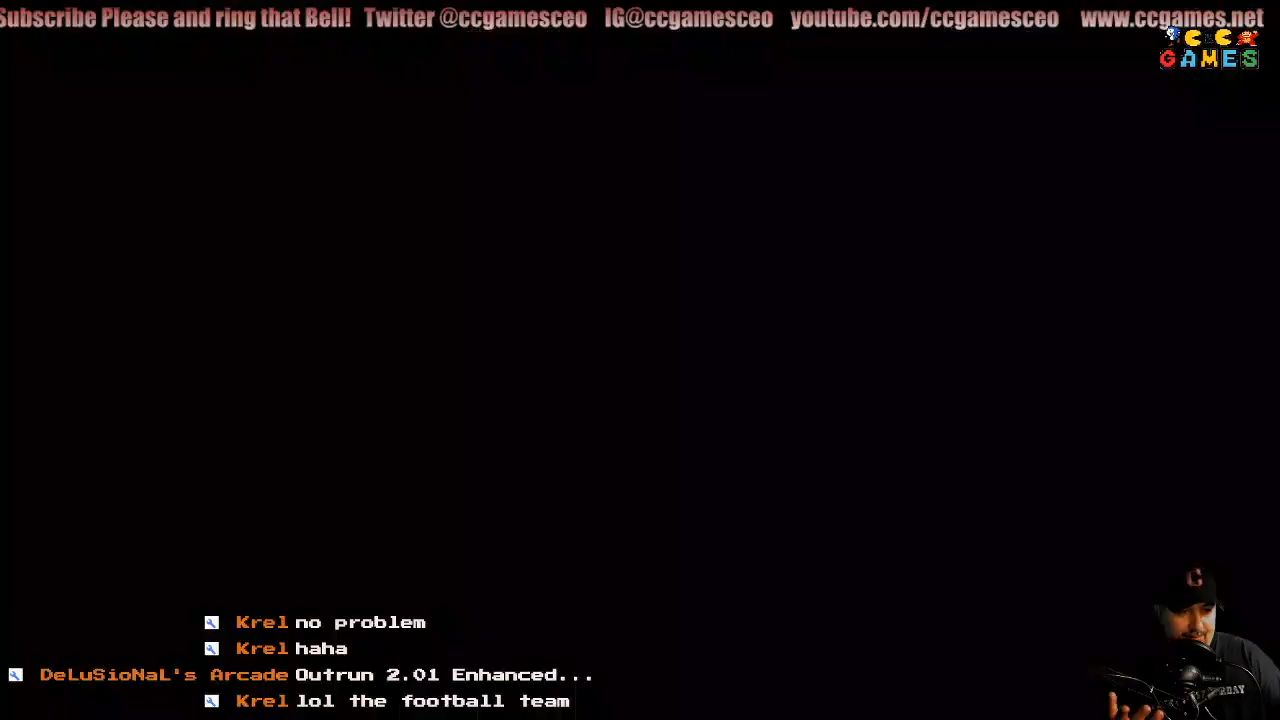 Subscribe Please and ring that Bell! Twitter @ccgamesceo IG@ccgamesceo youtube.com/ccgamesceo www.ccgames.net
GAMES
Krel no problem
Krel haha
DeLuSioNaL's Arcade Outrun 2.01 Enhanced...
Krel lol the football team